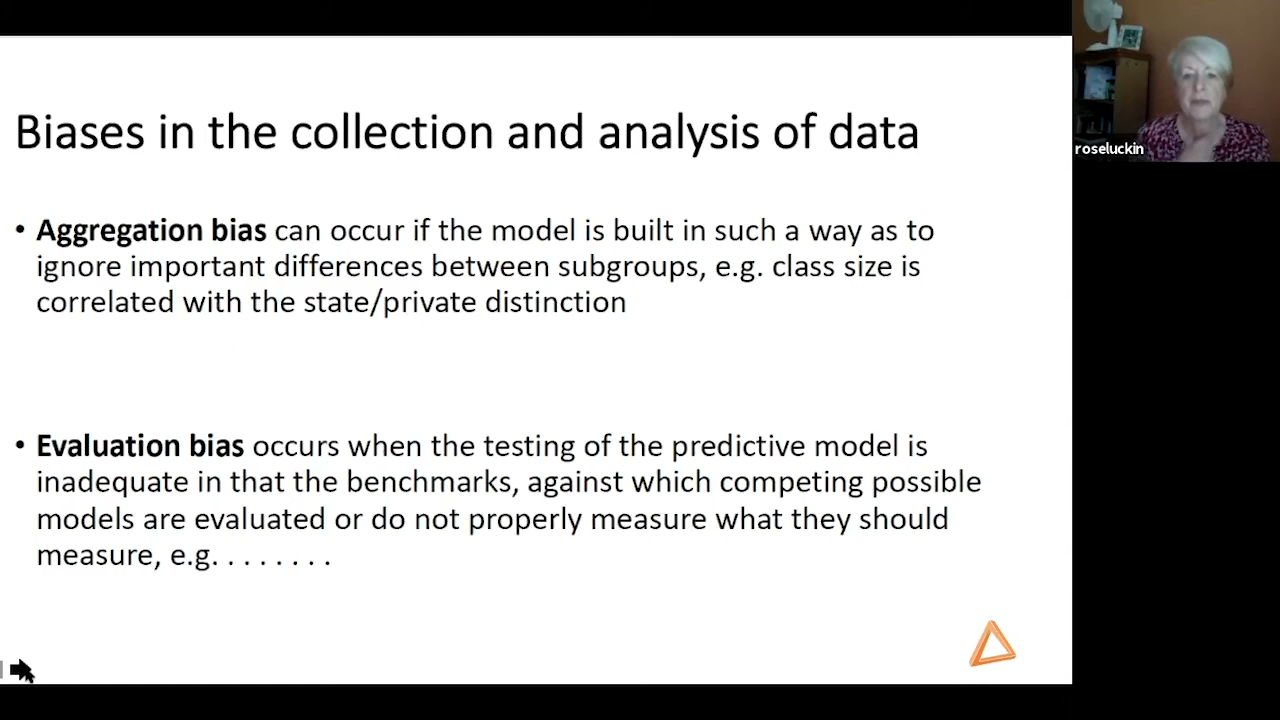 Biases in the collection and analysis of data
• Aggregation bias can occur if the model is built in such a way as to
ignore important differences between subgroups, e.g. class size is
correlated with the state/private distinction
• Evaluation bias occurs when the testing of the predictive model is
inadequate in that the benchmarks, against which competing possible
models are evaluated or do not properly measure what they should
measure, e.g. . . . . . . .
roseluckin